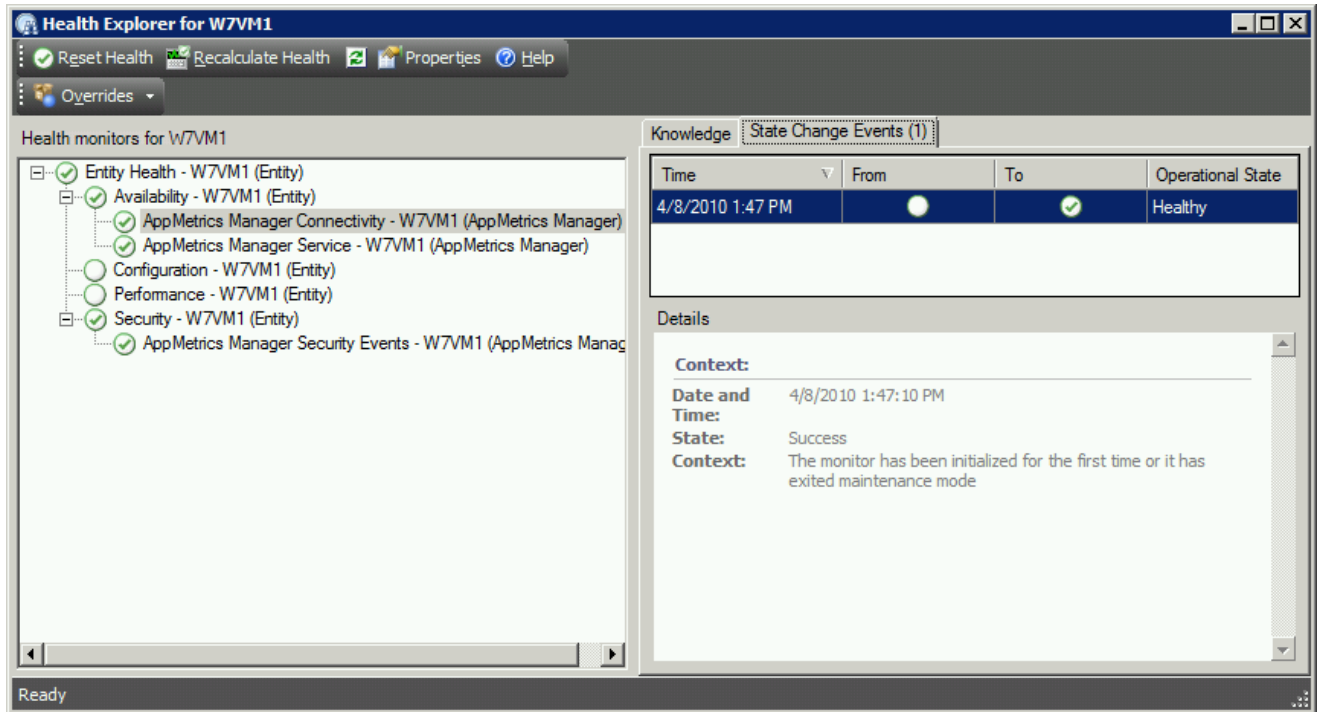 Health Explorer for W7VM1
Reset Health Recalculate Health Properties Help
Overrides
Health monitors for W7VM1
Entity Health - W7VM1 (Entity)
Availability - W7VM1 (Entity)
AppMetrics Manager Connectivity - W7VM1 (AppMetrics Manager)
AppMetrics Manager Service - W7VM1 (AppMetrics Manager)
Configuration - W7VM1 (Entity)
Performance - W7VM1 (Entity)
Security - W7VM1 (Entity)
AppMetrics Manager Security Events - W7VM1 (AppMetrics Manag
Knowledge State Change Events (1)
Time From To Operational State
4/8/2010 1:47 PM Healthy
Details
Context:
Date and Time: 4/8/2010 1:47:10 PM
State: Success
Context: The monitor has been initialized for the first time or it has
exited maintenance mode
Ready